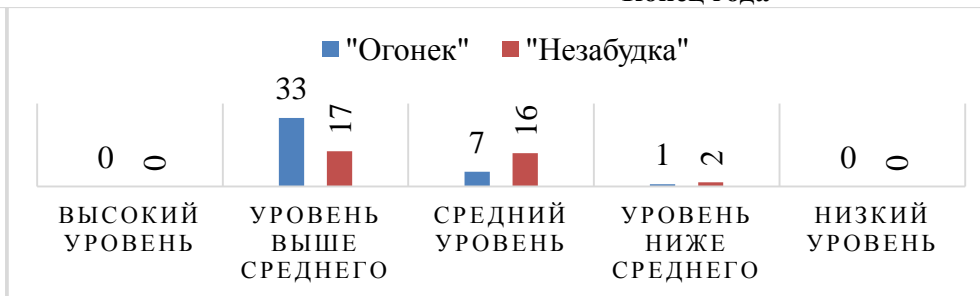 "Огонек" "Незабудка"
33
17
16
7
0 0
1 2
0 0
ВЫСОКИЙ УРОВЕНЬ
УРОВЕНЬ ВЫШЕ СРЕДНЕГО
СРЕДНИЙ УРОВЕНЬ
УРОВЕНЬ НИЖЕ СРЕДНЕГО
НИЗКИЙ УРОВЕНЬ